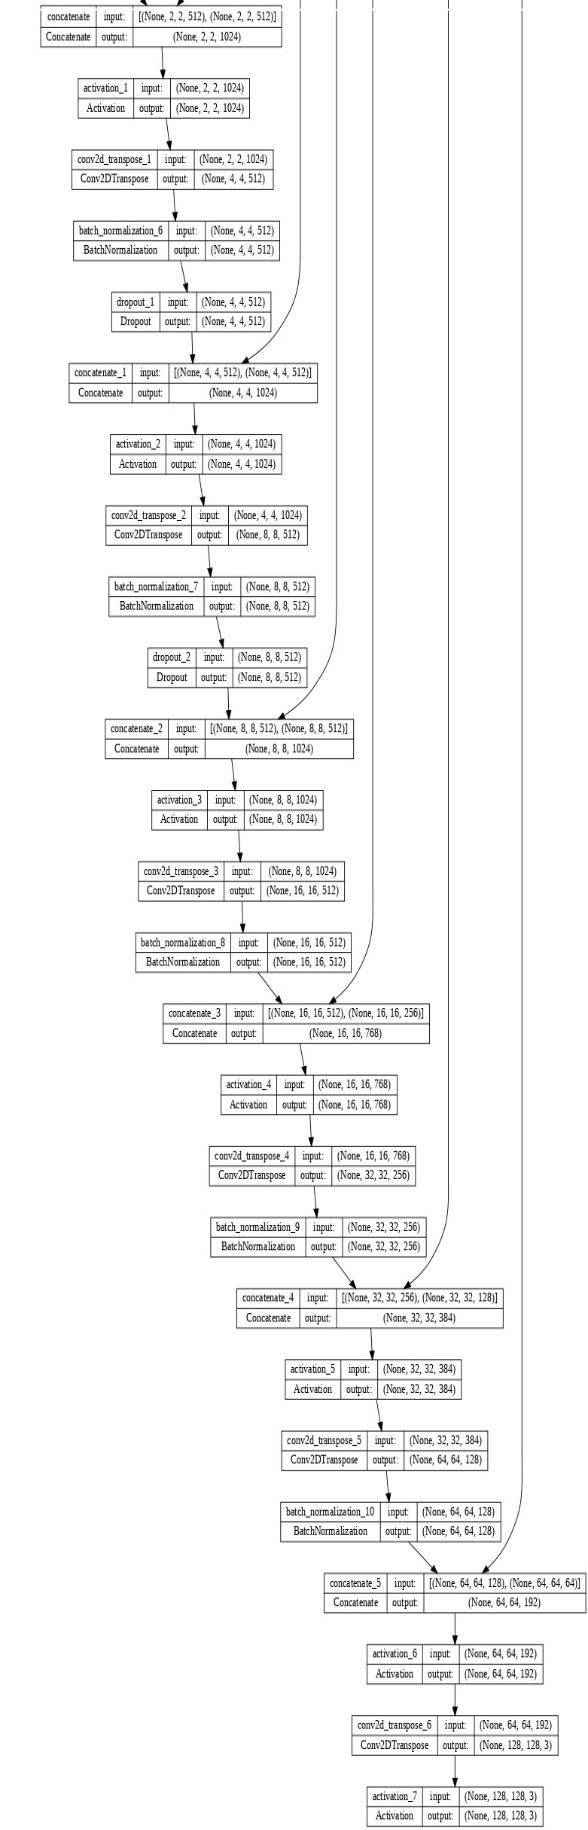 concatenate input: [(None, 2, 2, 512), (None, 2, 2, 512)]
Concatenate output: (None, 2, 2, 1024)
activation_1 input: (None, 2, 2, 1024)
Activation output: (None, 2, 2, 1024)
conv2d_transpose_1 input: (None, 2, 2, 1024)
Conv2DTranspose output: (None, 4, 4, 512)
batch_normalization_6 input: (None, 4, 4, 512)
BatchNormalization output: (None, 4, 4, 512)
dropout_1 input: (None, 4, 4, 512)
Dropout output: (None, 4, 4, 512)
concatenate_1 input: [(None, 4, 4, 512), (None, 4, 4, 512)]
Concatenate output: (None, 4, 4, 1024)
activation_2 input: (None, 4, 4, 1024)
Activation output: (None, 4, 4, 1024)
conv2d_transpose_2 input: (None, 4, 4, 1024)
Conv2DTranspose output: (None, 8, 8, 512)
batch_normalization_7 input: (None, 8, 8, 512)
BatchNormalization output: (None, 8, 8, 512)
dropout_2 input: (None, 8, 8, 512)
Dropout output: (None, 8, 8, 512)
concatenate_2 input: [(None, 8, 8, 512), (None, 8, 8, 512)]
Concatenate output: (None, 8, 8, 1024)
activation_3 input: (None, 8, 8, 1024)
Activation output: (None, 8, 8, 1024)
conv2d_transpose_3 input: (None, 8, 8, 1024)
Conv2DTranspose output: (None, 16, 16, 512)
batch_normalization_8 input: (None, 16, 16, 512)
BatchNormalization output: (None, 16, 16, 512)
concatenate_3 input: [(None, 16, 16, 512), (None, 16, 16, 256)]
Concatenate output: (None, 16, 16, 768)
activation_4 input: (None, 16, 16, 768)
Activation output: (None, 16, 16, 768)
conv2d_transpose_4 input: (None, 16, 16, 768)
Conv2DTranspose output: (None, 32, 32, 256)
batch_normalization_9 input: (None, 32, 32, 256)
BatchNormalization output: (None, 32, 32, 256)
concatenate_4 input: [(None, 32, 32, 256), (None, 32, 32, 128)]
Concatenate output: (None, 32, 32, 384)
activation_5 input: (None, 32, 32, 384)
Activation output: (None, 32, 32, 384)
conv2d_transpose_5 input: (None, 32, 32, 384)
Conv2DTranspose output: (None, 64, 64, 128)
batch_normalization_10 input: (None, 64, 64, 128)
BatchNormalization output: (None, 64, 64, 128)
concatenate_5 input: [(None, 64, 64, 128), (None, 64, 64, 64)]
Concatenate output: (None, 64, 64, 192)
activation_6 input: (None, 64, 64, 192)
Activation output: (None, 64, 64, 192)
conv2d_transpose_6 input: (None, 64, 64, 192)
Conv2DTranspose output: (None, 128, 128, 3)
activation_7 input: (None, 128, 128, 3)
Activation output: (None, 128, 128, 3)